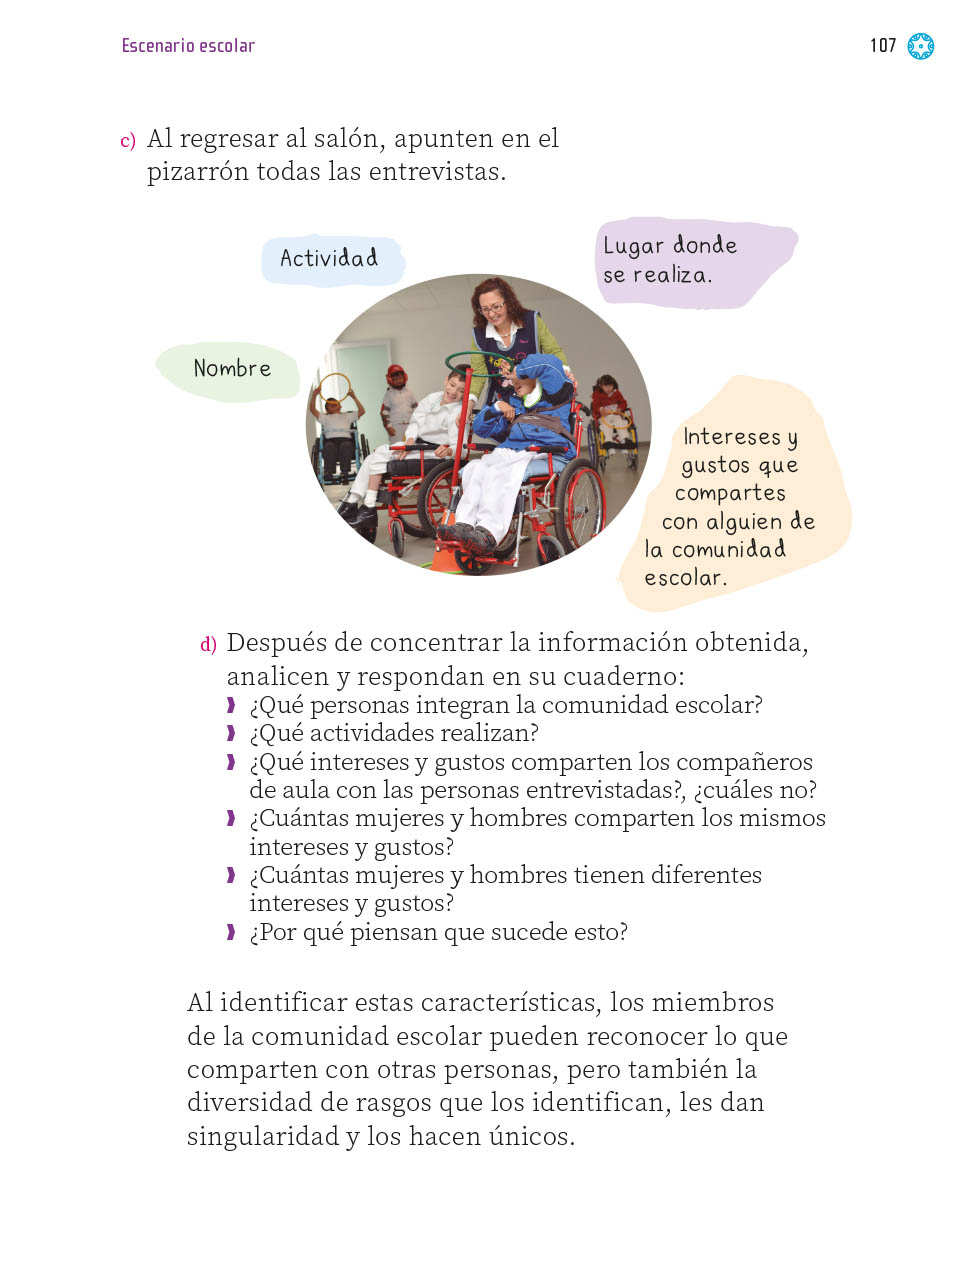 Escenario escolar
107
c) Al regresar al salón, apunten en el
pizarrón todas las entrevistas.
Actividad
Lugar donde
se realiza.
Nombre
Intereses y
gustos que
compartes
con alguien de
la comunidad
escolar.
d) Después de concentrar la información obtenida,
analicen y respondan en su cuaderno:
¿Qué personas integran la comunidad escolar?
¿Qué actividades realizan?
¿Qué intereses y gustos comparten los compañeros
de aula con las personas entrevistadas?, ¿cuáles no?
¿Cuántas mujeres y hombres comparten los mismos
intereses y gustos?
¿Cuántas mujeres y hombres tienen diferentes
intereses y gustos?
¿Por qué piensan que sucede esto?
Al identificar estas características, los miembros
de la comunidad escolar pueden reconocer lo que
comparten con otras personas, pero también la
diversidad de rasgos que los identifican, les dan
singularidad y los hacen únicos.